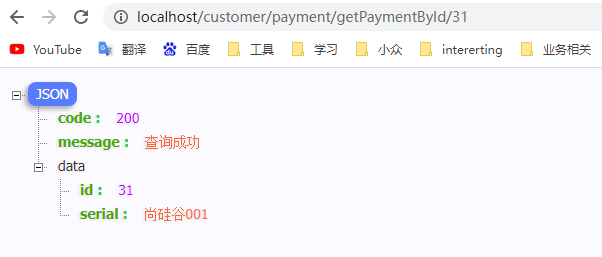 localhost/customer/payment/getPaymentById/31
YouTube 翻译 百度 工具 学习 小众 intererting 业务相关
JSON
code : 200
message : 查询成功
data
id : 31
serial : 尚硅谷001